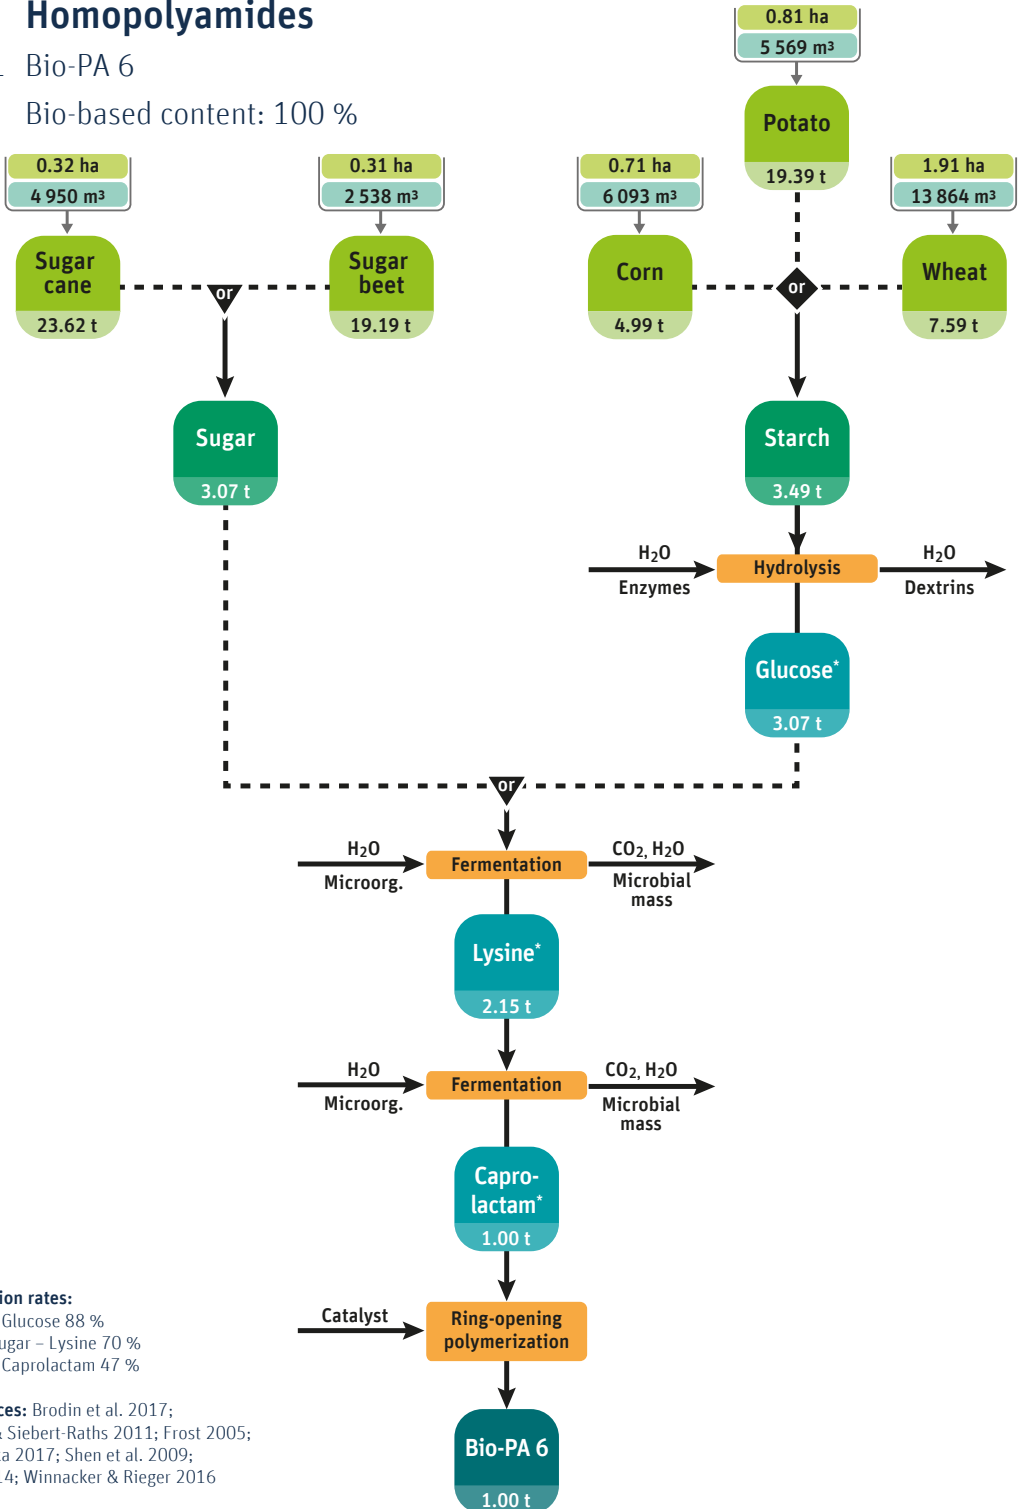 Homopolyamides
Bio-PA 6
Bio-based content: 100 %
0.81 ha
5 569 m³
Potato
19.39 t
0.32 ha
4 950 m³
Sugar
cane
23.62 t
or
0.31 ha
2 538 m³
Sugar
beet
19.19 t
0.71 ha
6 093 m³
Corn
4.99 t
or
1.91 ha
13 864 m³
Wheat
7.59 t
Sugar
3.07 t
Starch
3.49 t
H₂O
Enzymes
Hydrolysis
H₂O
Dextrins
Glucose*
3.07 t
or
H₂O
Microorg.
Fermentation
CO₂, H₂O
Microbial
mass
Lysine*
2.15 t
H₂O
Microorg.
Fermentation
CO₂, H₂O
Microbial
mass
Capro-
lactam*
1.00 t
Catalyst
Ring-opening
polymerization
Bio-PA 6
1.00 t
rates:
Glucose 88 %
– Lysine 70 %
Caprolactam 47 %
Brodin et al. 2017;
& Siebert-Raths 2011; Frost 2005;
2017; Shen et al. 2009;
Winnacker & Rieger 2016